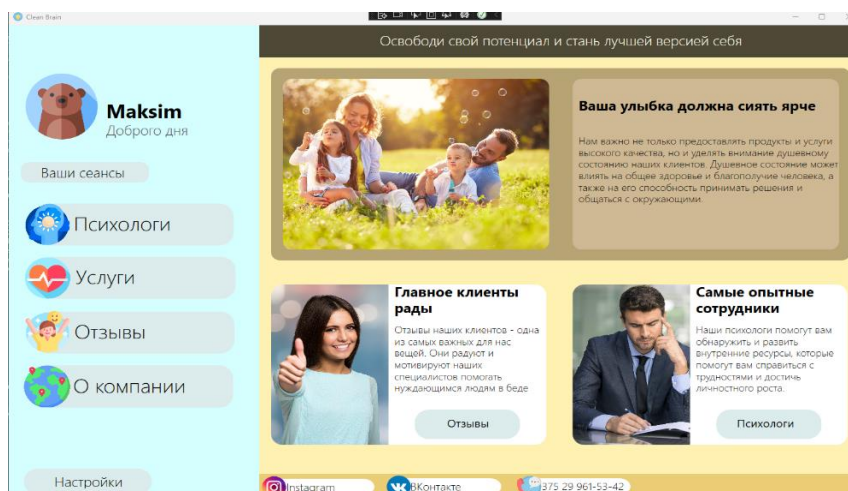 Clean Brain
Освободи свой потенциал и стань лучшей версией себя
Maksim
Доброго дня
Ваши сеансы
Психологи
Услуги
Отзывы
О компании
Настройки
Ваша улыбка должна сиять ярче
Нам важно не только предоставлять продукты и услуги
высокого качества, но и уделять внимание душевному
состоянию наших клиентов. Душевное состояние может
влиять на общее здоровье и благополучие человека, а
также на его способность принимать решения и
общаться с окружающими.
Главное клиенты
рады
Отзывы наших клиентов - одна
из самых важных для нас
вещей. Они радуют и
мотивируют наших
специалистов помогать
нуждающимся людям в беде
Отзывы
Самые опытные
сотрудники
Наши психологи помогут вам
обнаружить и развить
внутренние ресурсы, которые
помогут вам справиться с
трудностями и достичь
личностного роста.
Психологи
Instagram
ВКонтакте
375 29 961-53-42